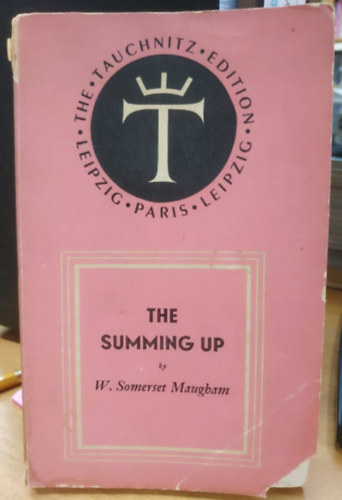 • THE • TAUCHNITZ • EDITION •
LEIPZIG • PARIS • LEIPZIG
T
THE
SUMMING UP
by
W. Somerset Maugham